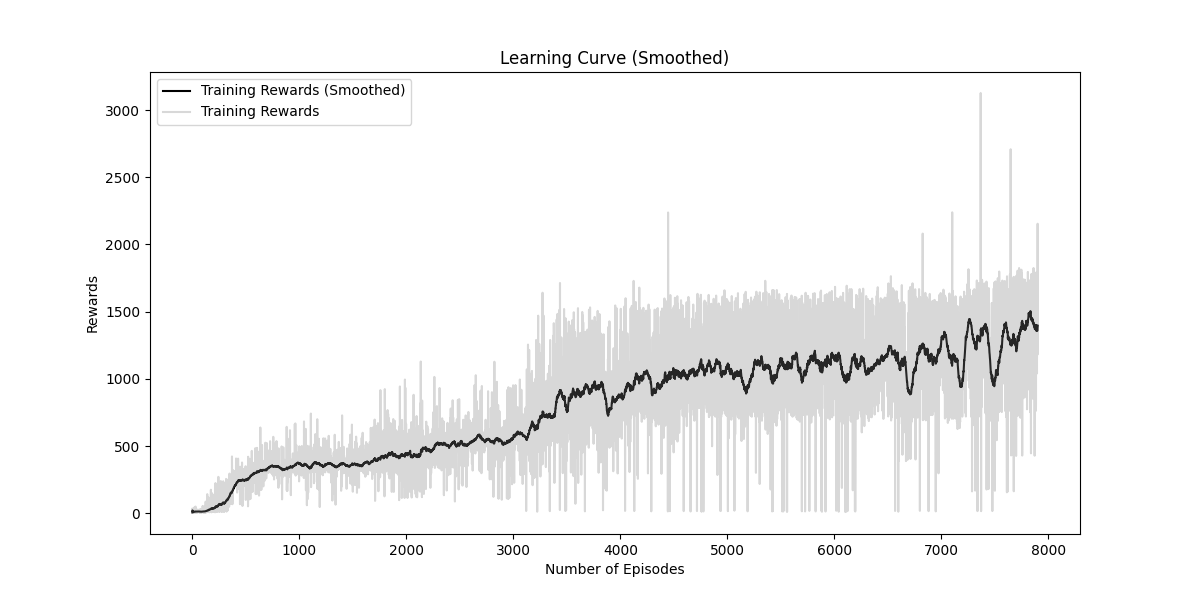 Learning Curve (Smoothed)
Training Rewards (Smoothed)
Training Rewards
3000
2500
2000
1500
1000
500
0
Rewards
0 1000 2000 3000 4000 5000 6000 7000 8000
Number of Episodes